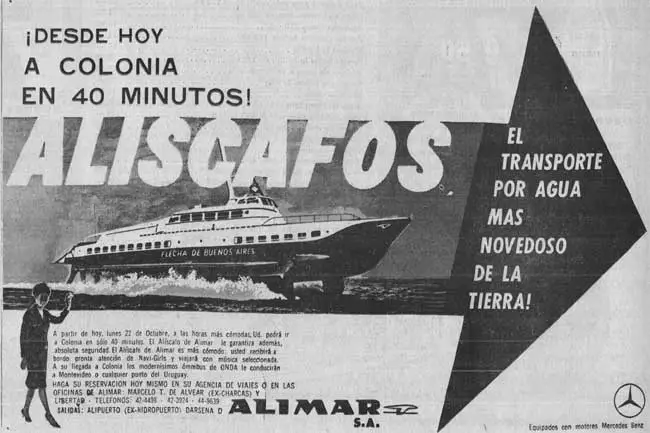 ¡DESDE HOY
A COLONIA
EN 40 MINUTOS!
ALISCAFOS
EL
TRANSPORTE
POR AGUA
MAS
NOVEDOSO
DE LA
TIERRA!
FLECHA DE BUENOS AIRES
A partir de hoy, lunes 22 de Octubre, a las horas más cómodas, Ud. podrá ir
a Colonia en sólo 40 minutos. El Aliscafo de Alimar le garantiza además,
absoluta seguridad. El Aliscafo de Alimar es más cómodo: usted recibirá a
bordo pronta atención de Navi-Girls y viajará con música seleccionada.
A su llegada a Colonia los modernísimos ómnibus de ONDA le conducirán
a Montevideo o cualquier punto del Uruguay.
HAGA SU RESERVACION HOY MISMO EN SU AGENCIA DE VIAJES O EN LAS
OFICINAS DE ALIMAR: MARCELO T. DE ALVEAR (EX-CHARCAS) Y
LIBERTAD - TELEFONOS: 42-4498 - 42-3924 - 44-9639
SALIDAS: ALIPUERTO (EX-HIDROPUERTO) DARSENA D
ALIMAR
S.A.
Equipados con motores Mercedes Benz